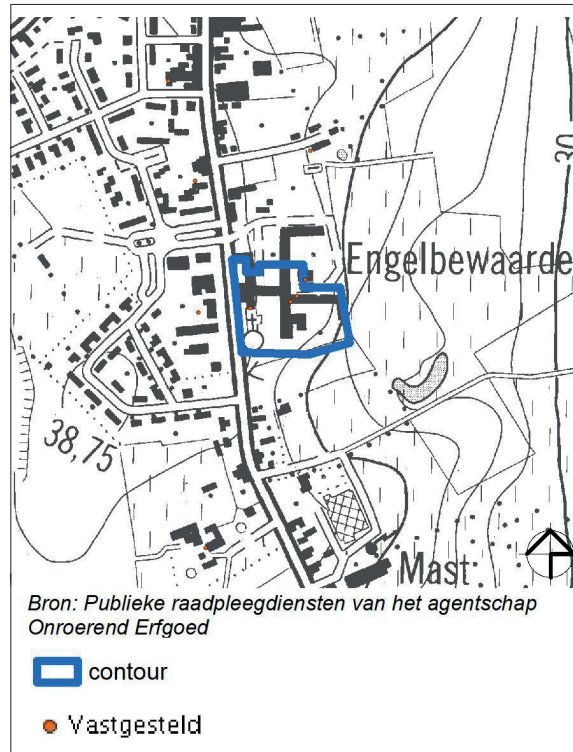 30
Engelbewaarde
38,75
Mast
Bron: Publieke raadpleegdiensten van het agentschap
Onroerend Erfgoed
contour
Vastgesteld